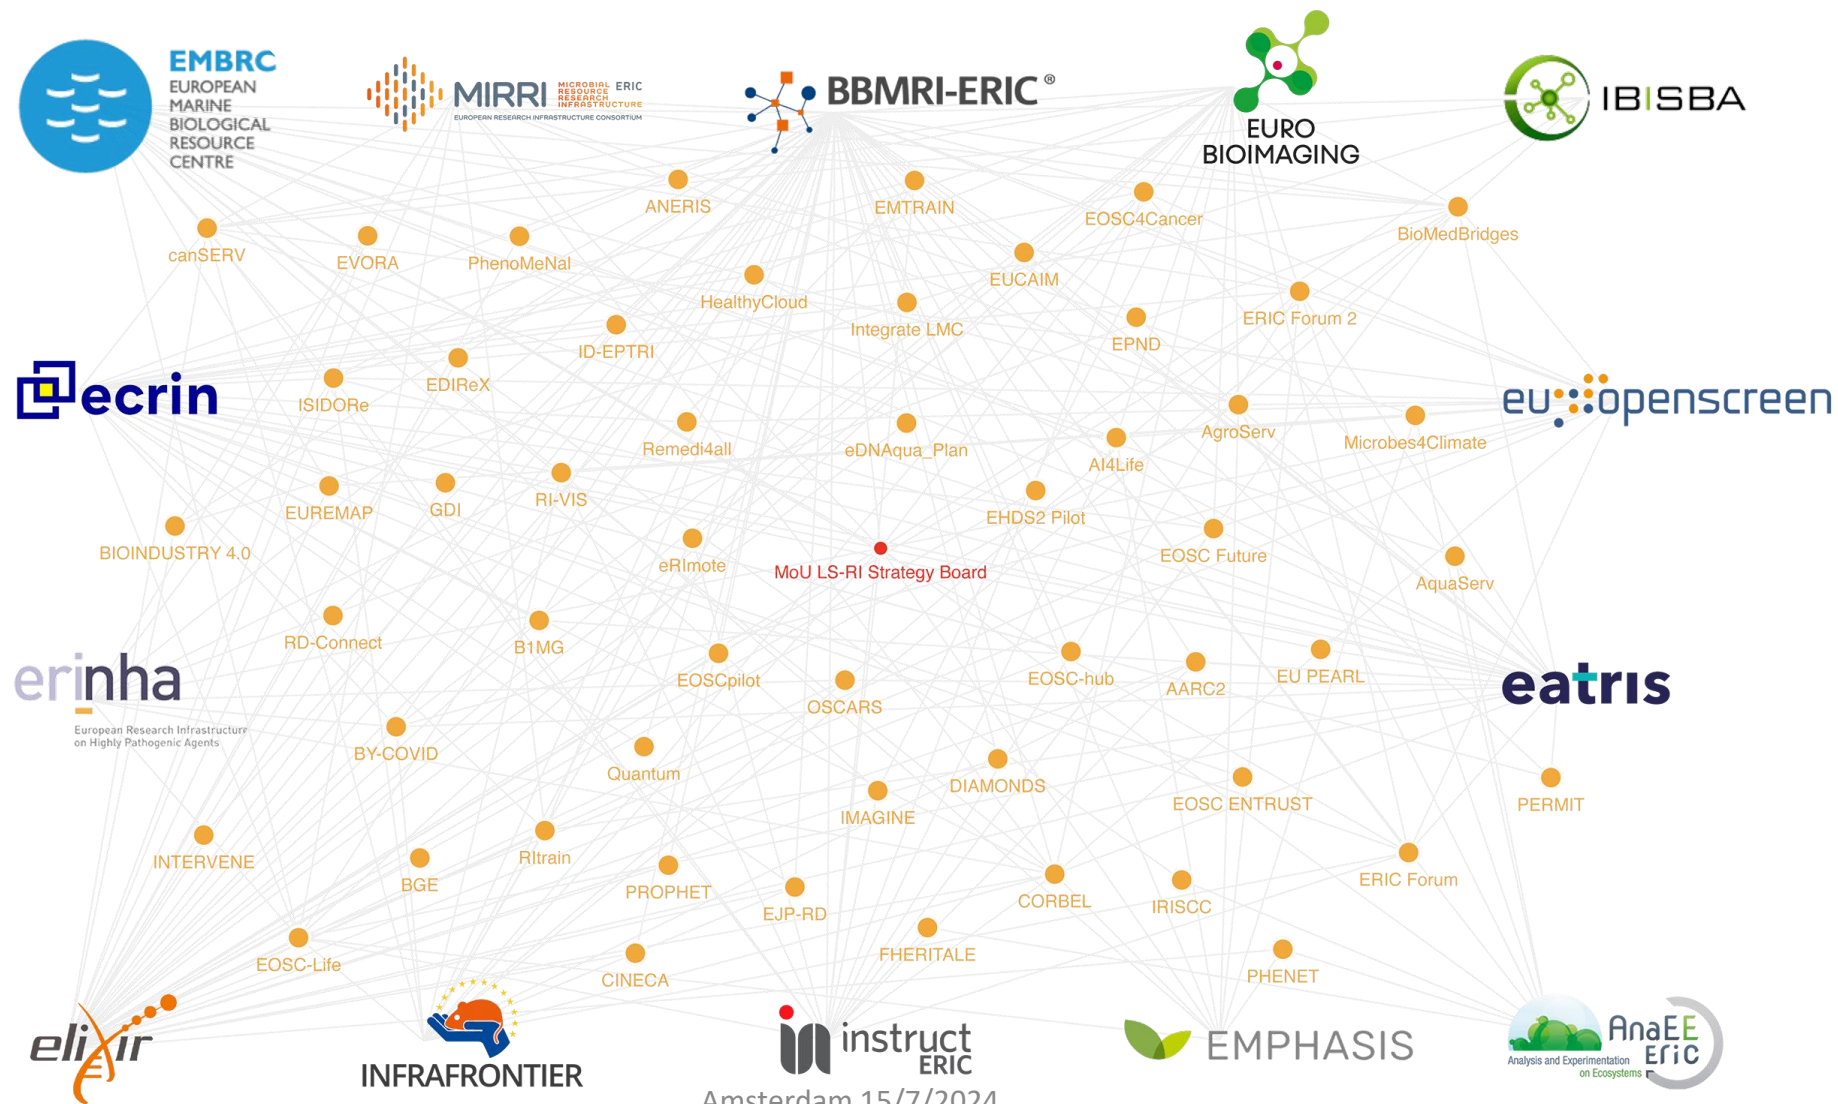 EMBRC
EUROPEAN
MARINE
BIOLOGICAL
RESOURCE
CENTRE
MIRRI
MICROBIAL ERIC
RESOURCE
RESEARCH
INFRASTRUCTURE
EUROPEAN RESEARCH INFRASTRUCTURE CONSORTIUM
BBMRI-ERIC®
EURO
BIOIMAGING
IBISBA
ANERIS
EMTRAIN
EOSC4Cancer
BioMedBridges
canSERV
EVORA
PhenoMeNal
EUCAIM
HealthyCloud
Integrate LMC
ERIC Forum 2
EPND
ID-EPTRI
EDIReX
ISIDORe
ecrin
eu openscreen
Remedi4all
eDNAqua_Plan
AgroServ
Microbes4Climate
AI4Life
EUREMAP
GDI
RI-VIS
EHDS2 Pilot
BIOINDUSTRY 4.0
eRImote
MoU LS-RI Strategy Board
EOSC Future
AquaServ
RD-Connect
B1MG
EOSCpilot
OSCARS
EOSC-hub
AARC2
EU PEARL
erinha
European Research Infrastructure
on Highly Pathogenic Agents
eatris
BY-COVID
Quantum
IMAGINE
DIAMONDS
EOSC ENTRUST
PERMIT
INTERVENE
BGE
RItrain
PROPHET
EJP-RD
CORBEL
IRISCC
ERIC Forum
EOSC-Life
CINECA
FHERITALE
PHENET
elixir
INFRAFRONTIER
instruct
ERIC
EMPHASIS
AnaEE
ERIC
Analysis and Experimentation
on Ecosystems
Amsterdam 15/7/2024